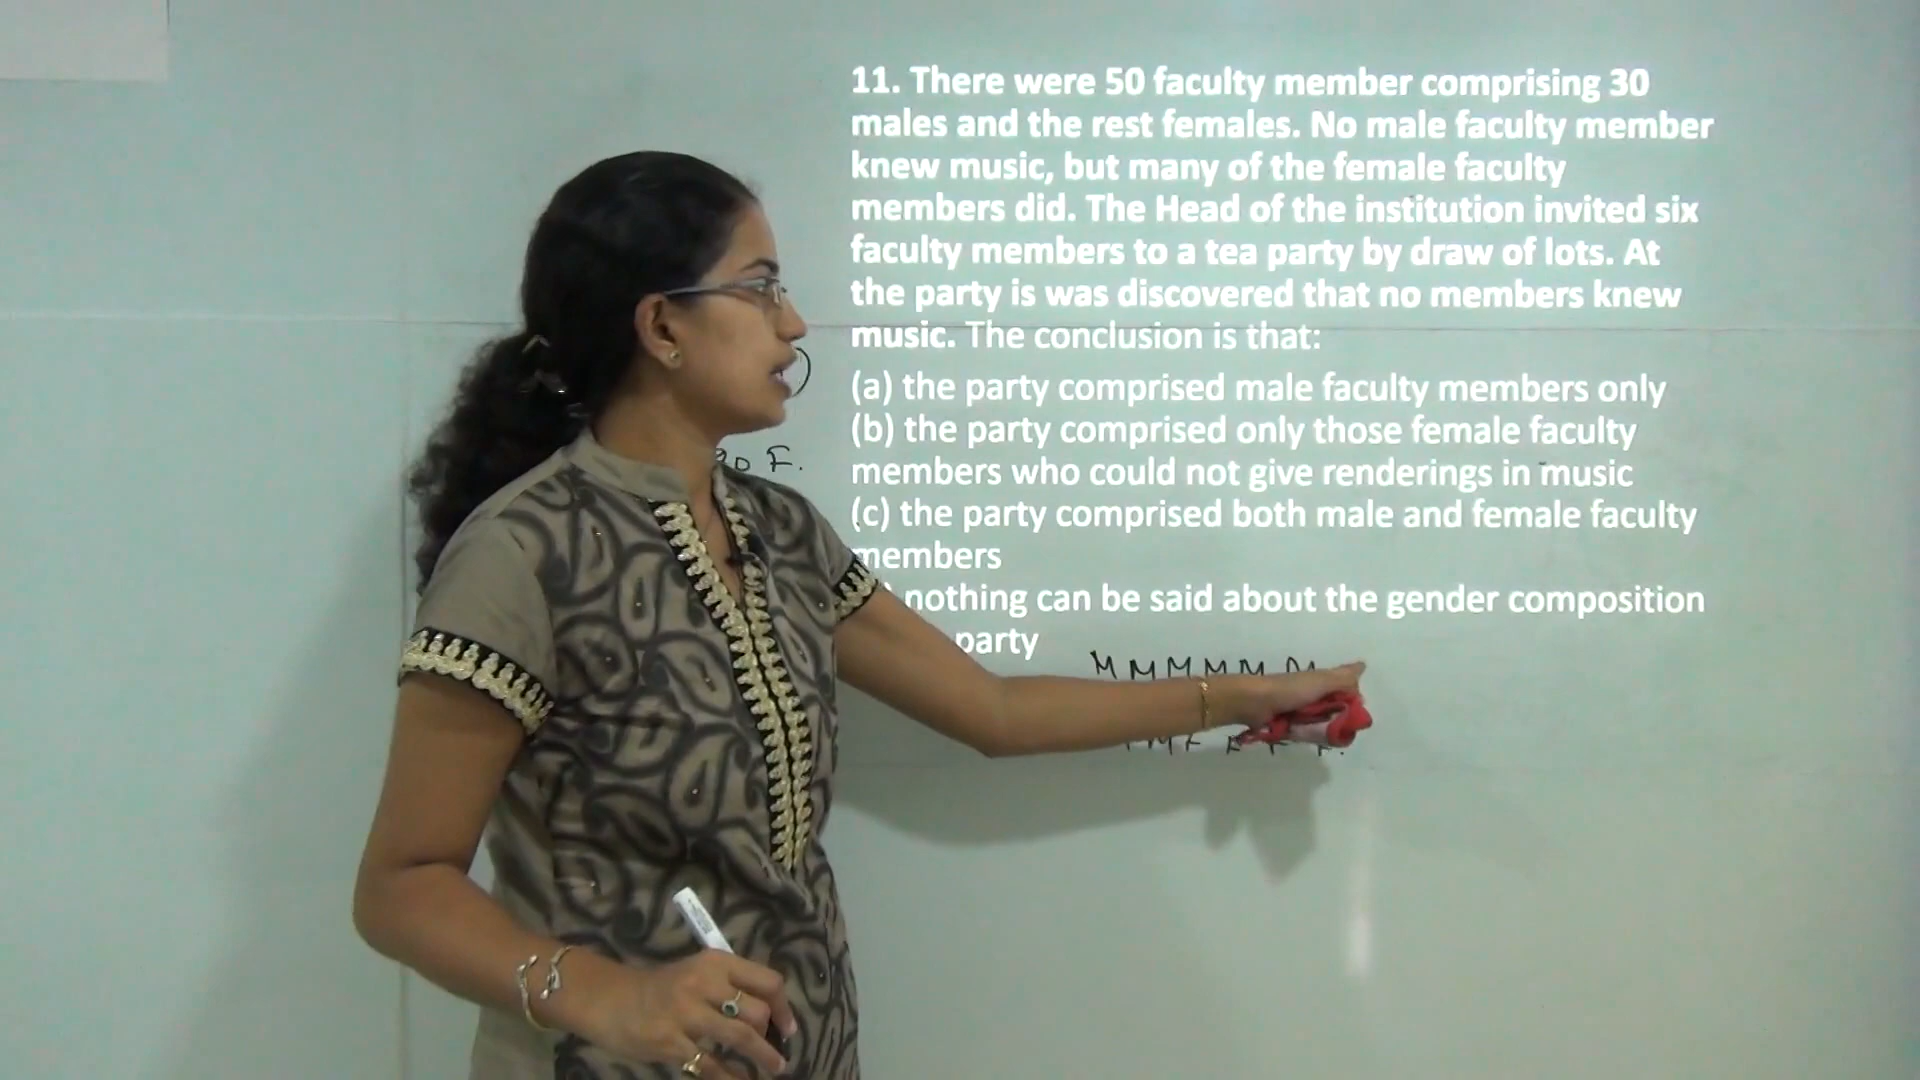 11. There were 50 faculty member comprising 30
males and the rest females. No male faculty member
knew music, but many of the female faculty
members did. The Head of the institution invited six
faculty members to a tea party by draw of lots. At
the party is was discovered that no members knew
music. The conclusion is that:
(a) the party comprised male faculty members only
(b) the party comprised only those female faculty
members who could not give renderings in music
(c) the party comprised both male and female faculty
members
nothing can be said about the gender composition
party
F.
M M M M M M